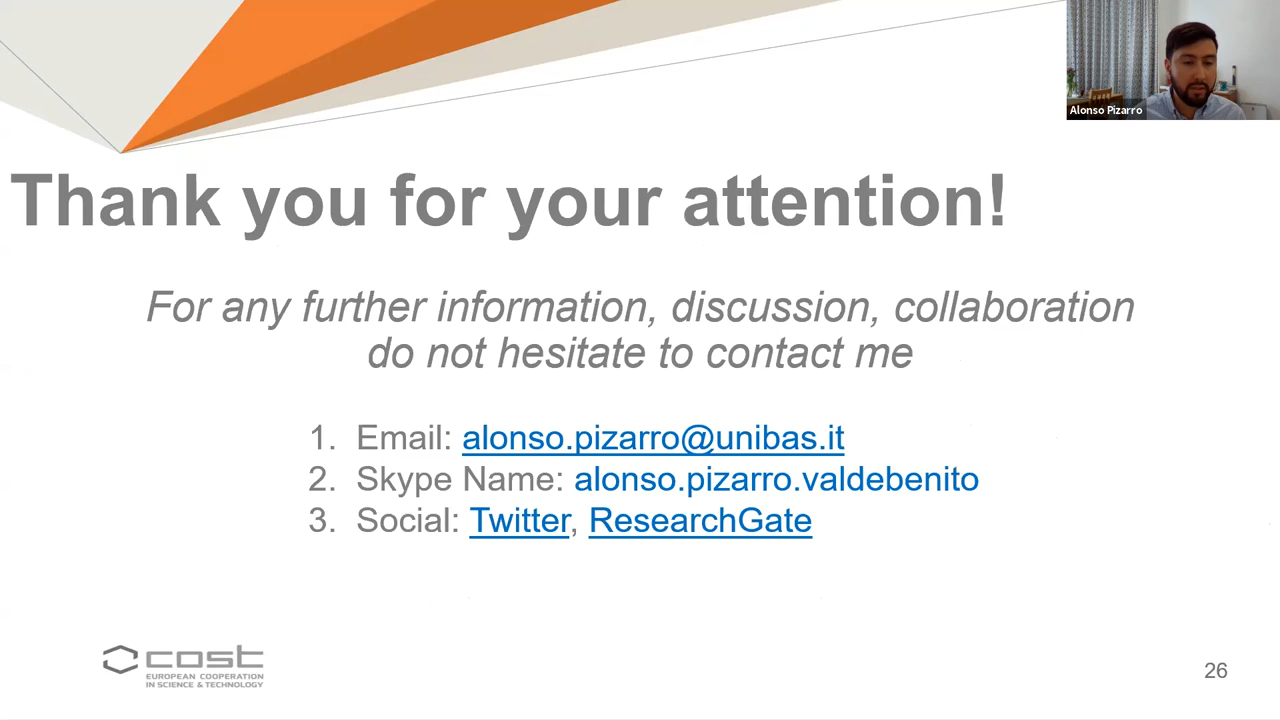 Alonso Pizarro
Thank you for your attention!
For any further information, discussion, collaboration
do not hesitate to contact me
1. Email: alonso.pizarro@unibas.it
2. Skype Name: alonso.pizarro.valdebenito
3. Social: Twitter, ResearchGate
cost
EUROPEAN COOPERATION
IN SCIENCE & TECHNOLOGY
26